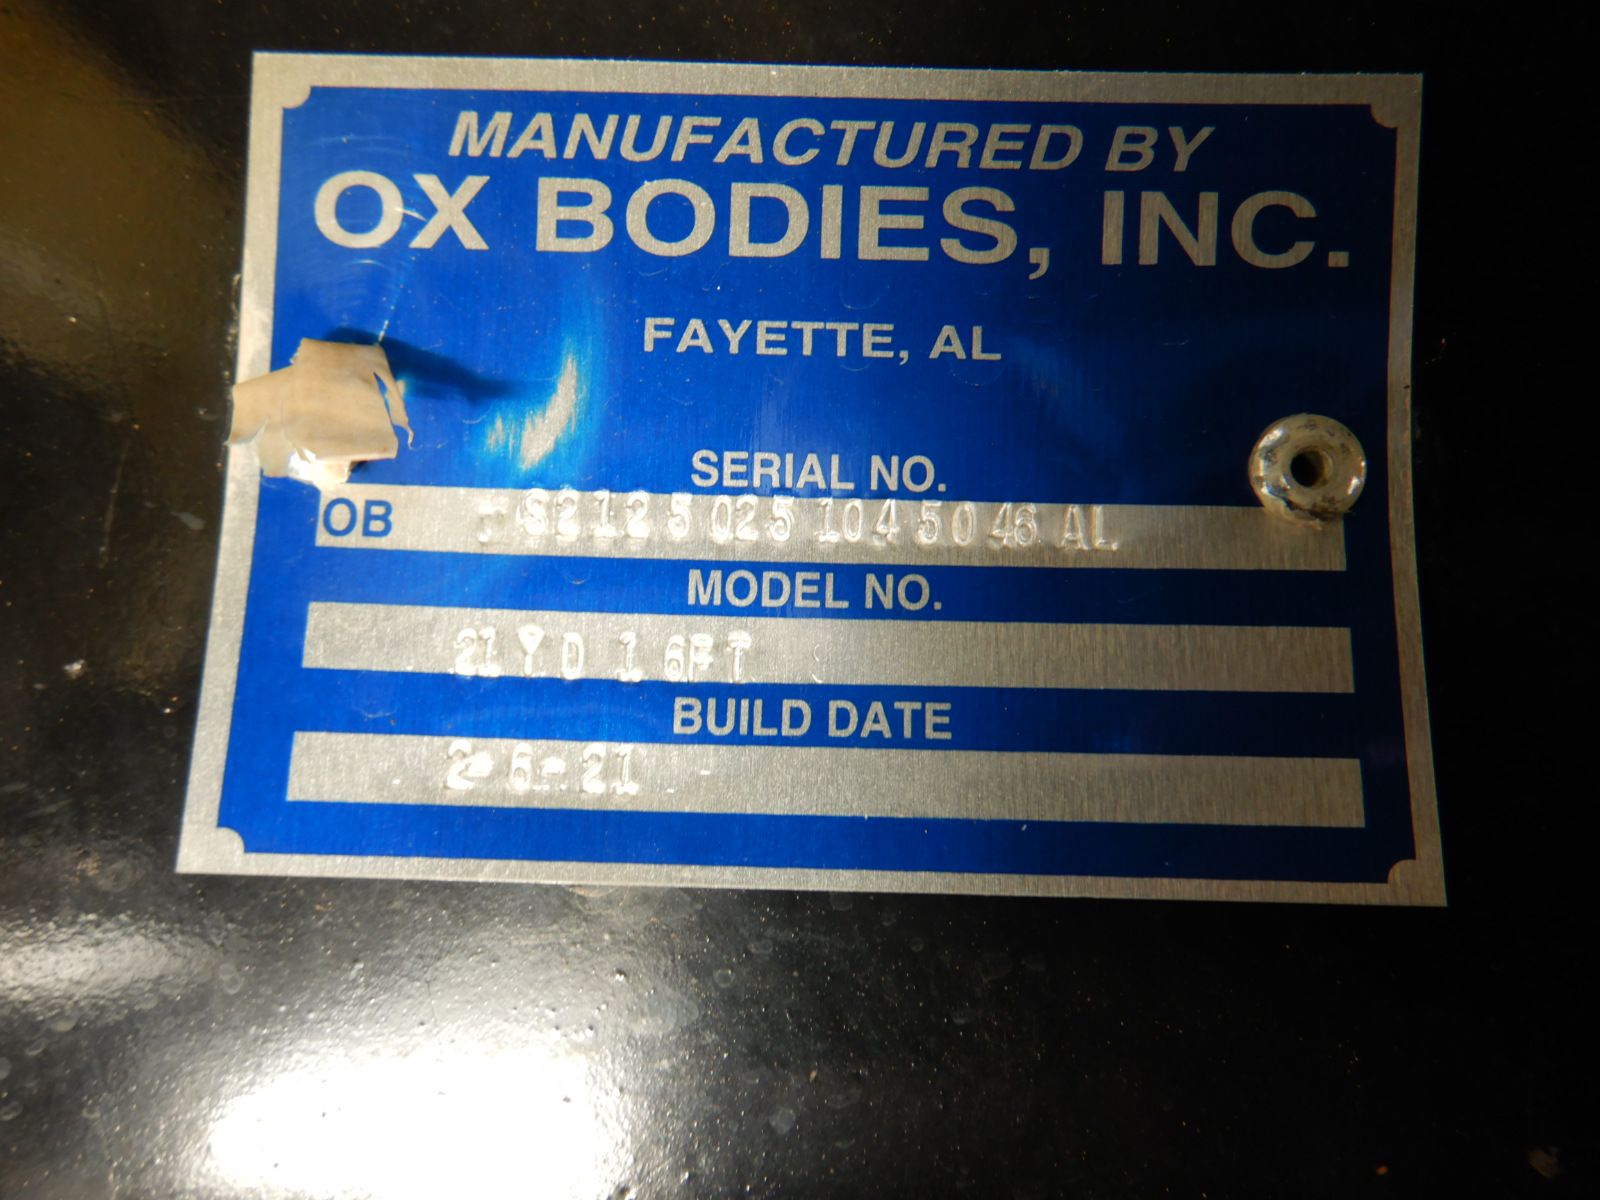 MANUFACTURED BY
OX BODIES, INC.
FAYETTE, AL
SERIAL NO.
OB
MODEL NO.
21YD 16FT
BUILD DATE
2-6-21